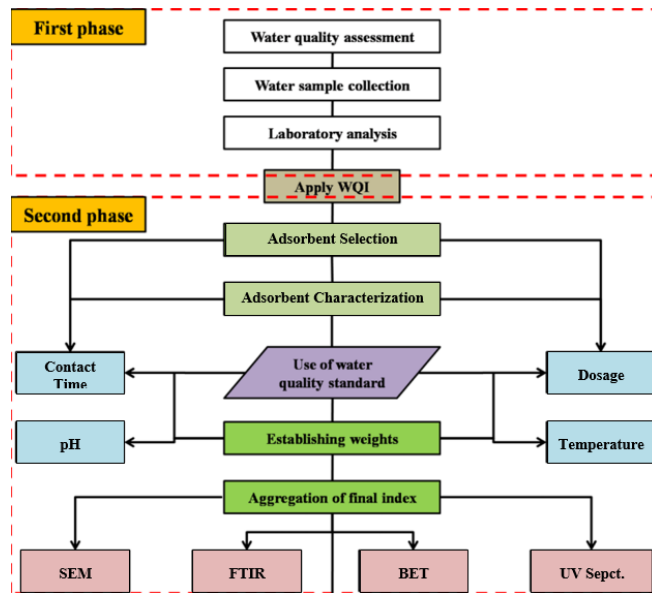 First phase
Water quality assessment
Water sample collection
Laboratory analysis
Apply WQI
Second phase
Adsorbent Selection
Adsorbent Characterization
Contact
Time
Use of water
quality standard
Dosage
pH
Establishing weights
Temperature
Aggregation of final index
SEM
FTIR
BET
UV Sepct.